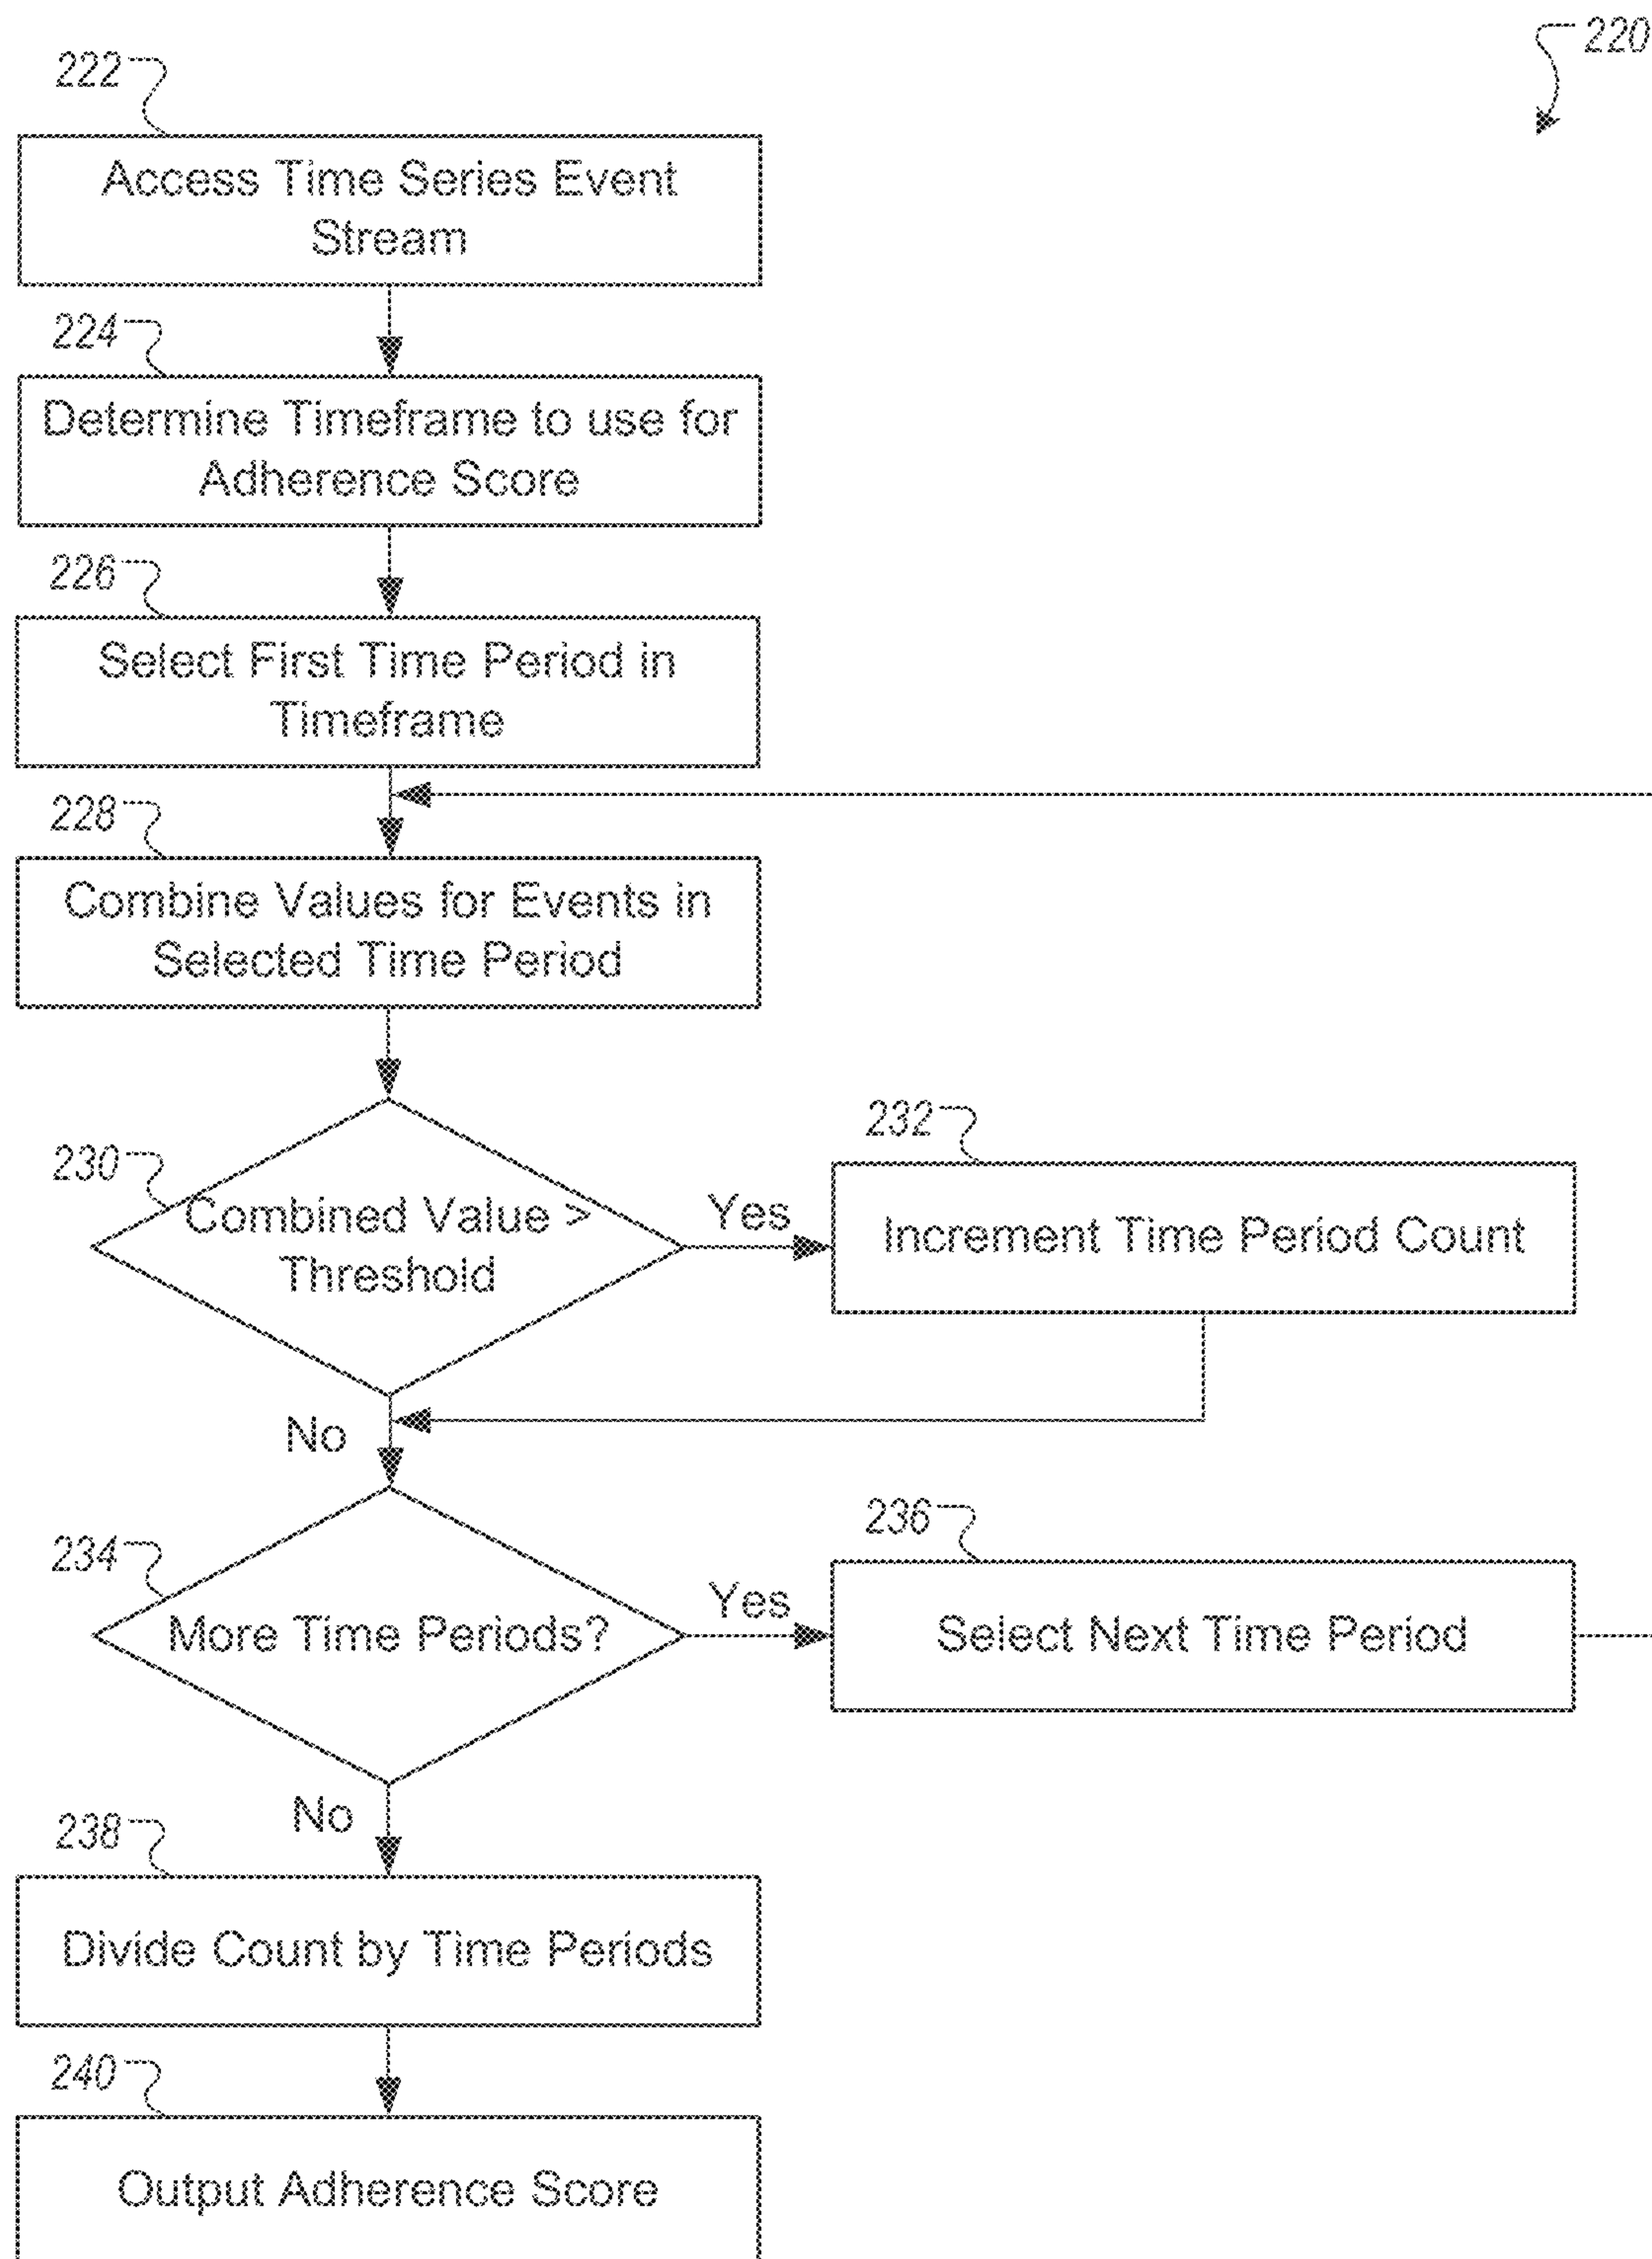 220
222
Access Time Series Event
Stream
224
Determine Timeframe to use for
Adherence Score
226
Select First Time Period in
Timeframe
228
Combine Values for Events in
Selected Time Period
230
Combined Value >
Threshold
Yes
232
Increment Time Period Count
No
234
More Time Periods?
Yes
236
Select Next Time Period
No
238
Divide Count by Time Periods
240
Output Adherence Score